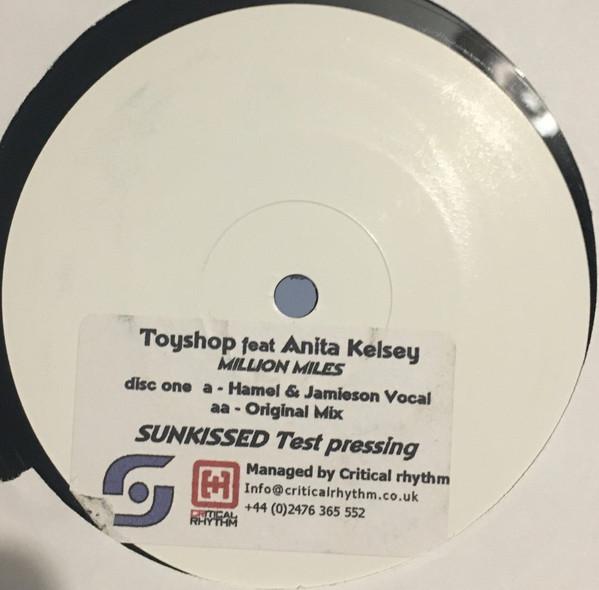 Toyshop feat Anita Kelsey
MILLION MILES
disc one a - Hamel & Jamieson Vocal
aa - Original Mix
SUNKISSED Test pressing
Managed by Critical rhythm
Info@criticalrhythm.co.uk
+44 (0)2476 365 552
CRITICAL
RHYTHM